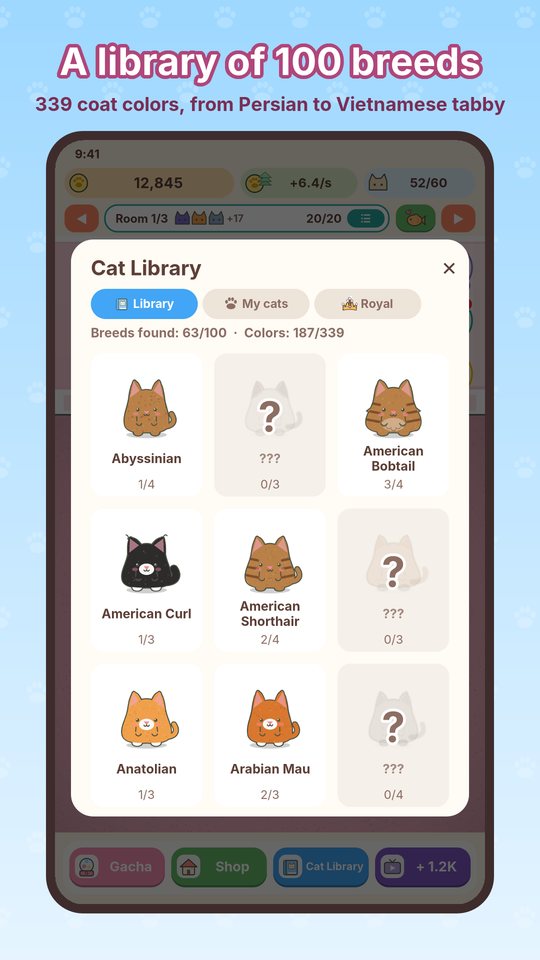 A library of 100 breeds
339 coat colors, from Persian to Vietnamese tabby
9:41
12,845
+6.4/s
52/60
Room 1/3
+17
20/20
Cat Library
Library
My cats
Royal
Breeds found: 63/100 · Colors: 187/339
?
Abyssinian
???
American
Bobtail
1/4
0/3
3/4
?
American Curl
American
Shorthair
???
1/3
2/4
0/3
?
Anatolian
Arabian Mau
???
1/3
2/3
0/4
Gacha
Shop
Cat Library
+ 1.2K